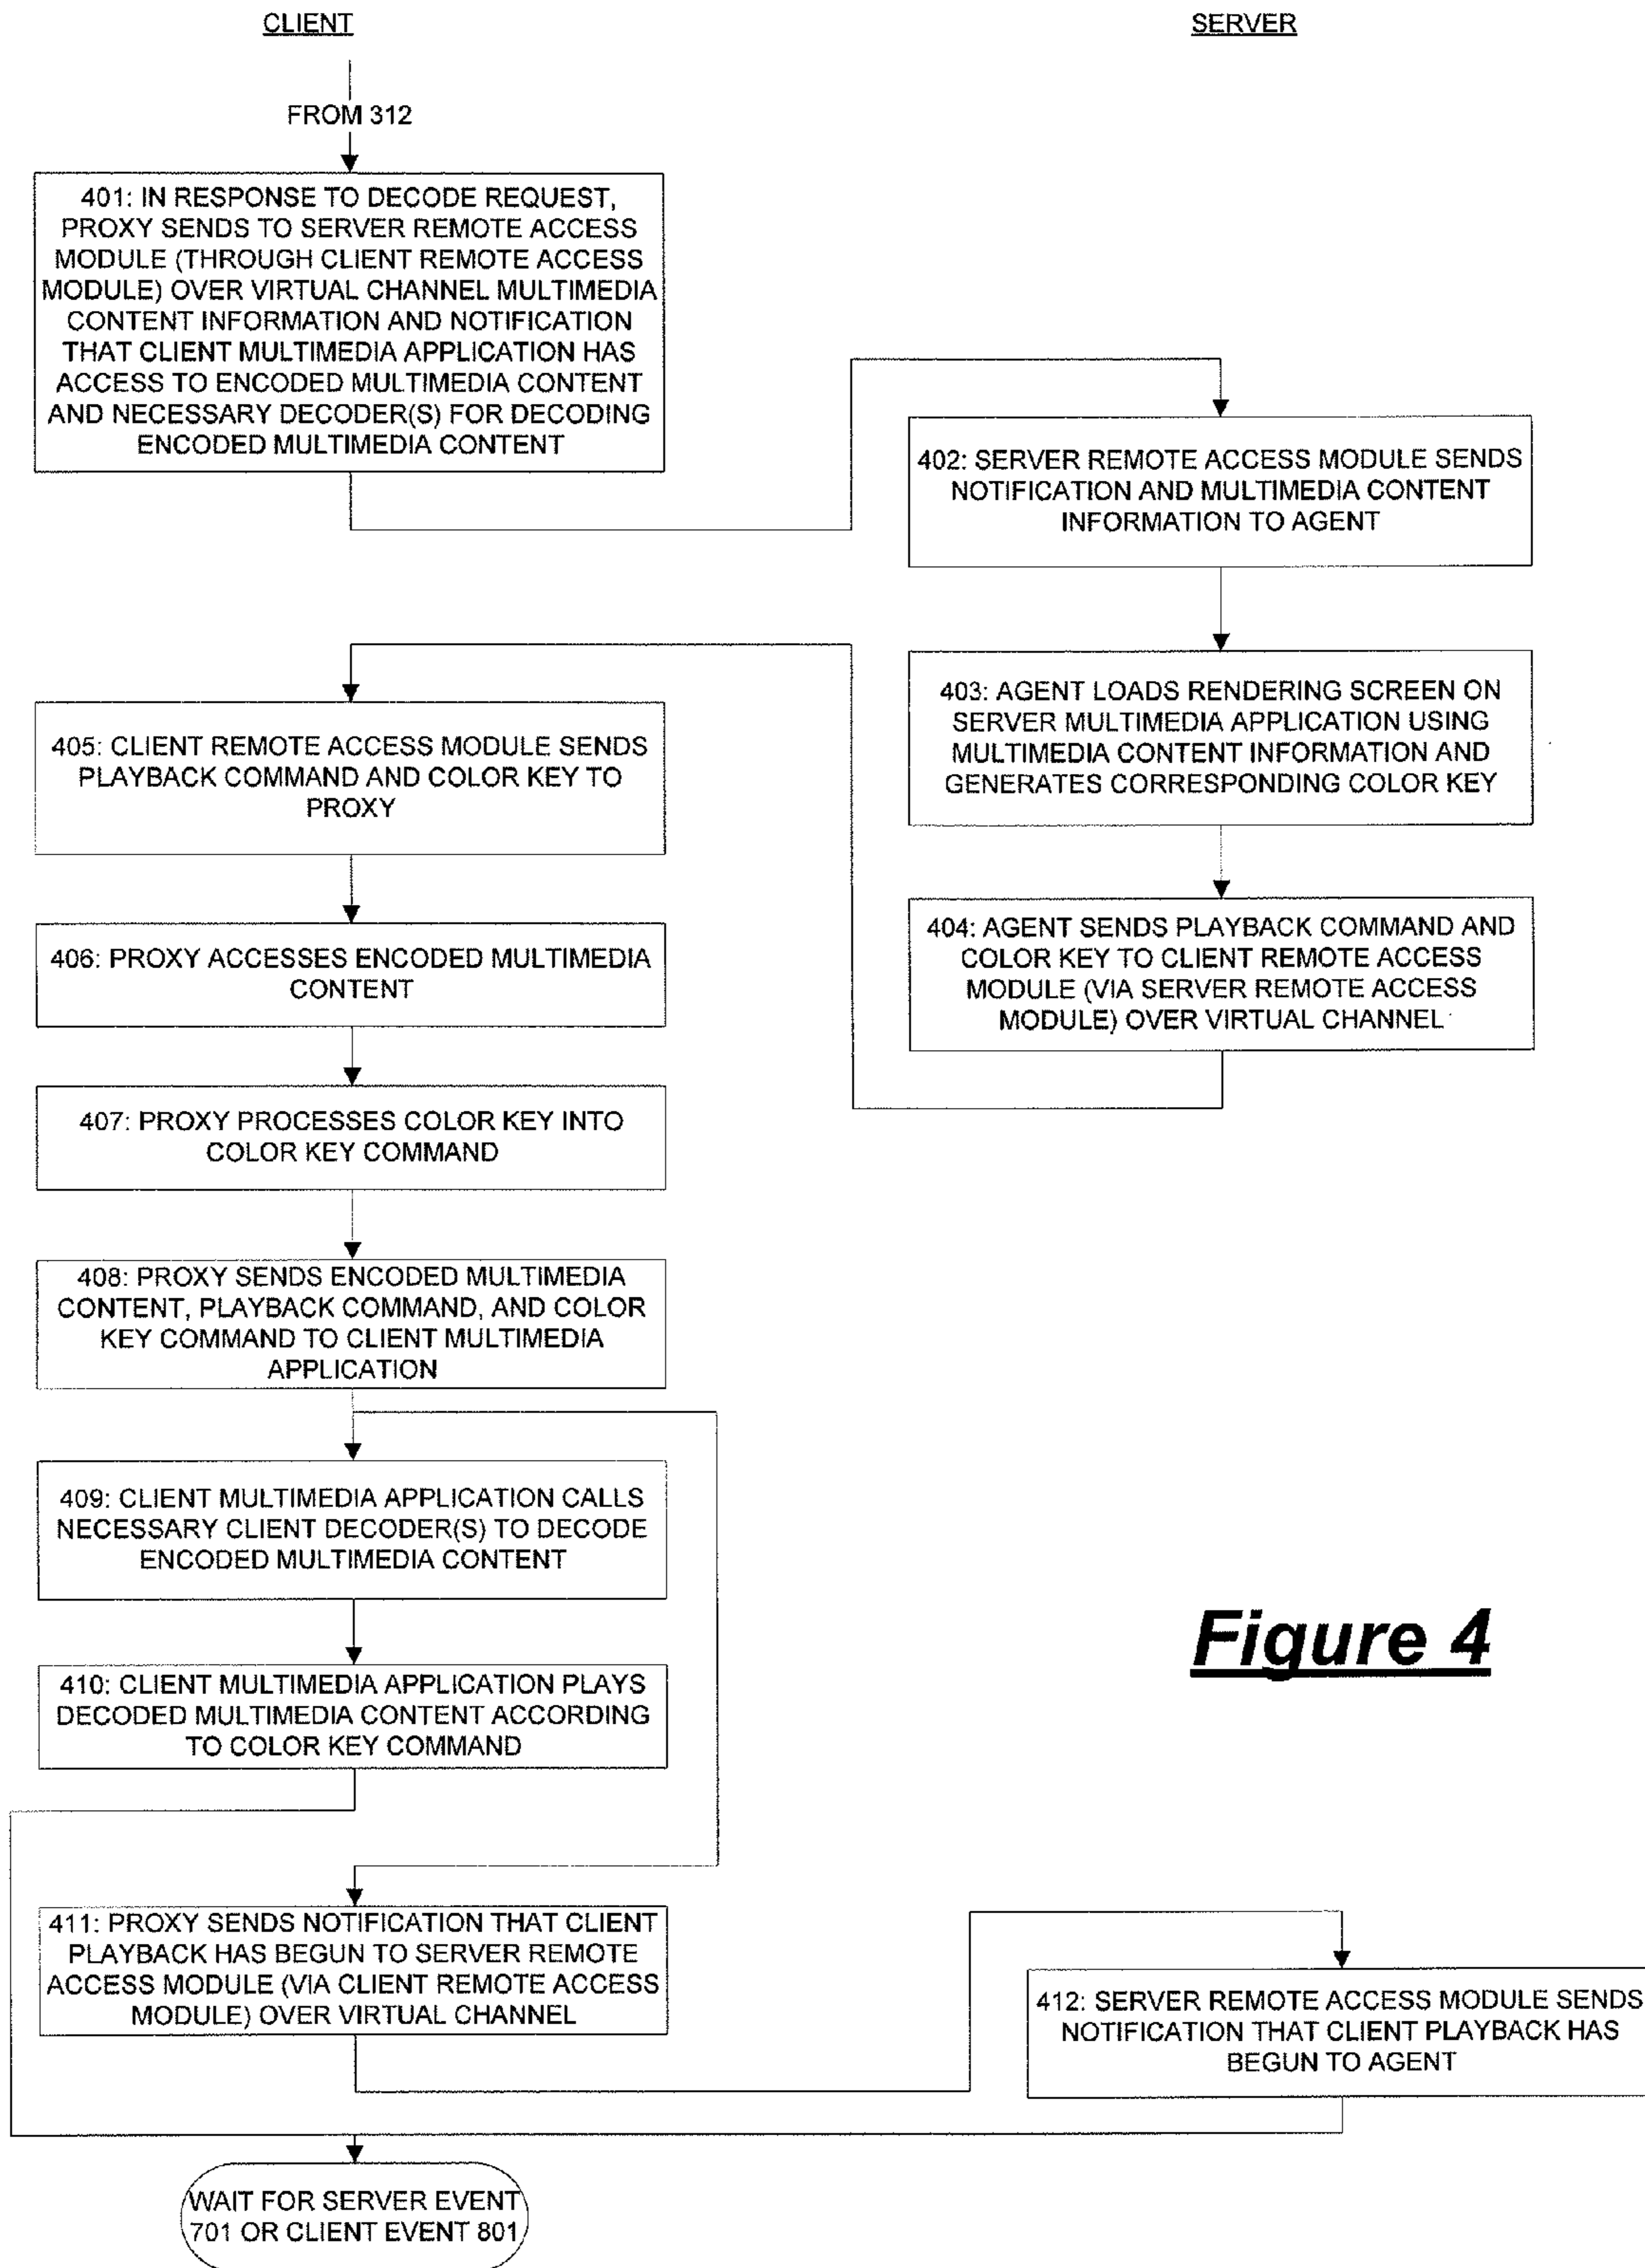 CLIENT
SERVER
FROM 312
401: IN RESPONSE TO DECODE REQUEST,
PROXY SENDS TO SERVER REMOTE ACCESS
MODULE (THROUGH CLIENT REMOTE ACCESS
MODULE) OVER VIRTUAL CHANNEL MULTIMEDIA
CONTENT INFORMATION AND NOTIFICATION
THAT CLIENT MULTIMEDIA APPLICATION HAS
ACCESS TO ENCODED MULTIMEDIA CONTENT
AND NECESSARY DECODER(S) FOR DECODING
ENCODED MULTIMEDIA CONTENT
402: SERVER REMOTE ACCESS MODULE SENDS
NOTIFICATION AND MULTIMEDIA CONTENT
INFORMATION TO AGENT
403: AGENT LOADS RENDERING SCREEN ON
SERVER MULTIMEDIA APPLICATION USING
MULTIMEDIA CONTENT INFORMATION AND
GENERATES CORRESPONDING COLOR KEY
404: AGENT SENDS PLAYBACK COMMAND AND
COLOR KEY TO CLIENT REMOTE ACCESS
MODULE (VIA SERVER REMOTE ACCESS
MODULE) OVER VIRTUAL CHANNEL
405: CLIENT REMOTE ACCESS MODULE SENDS
PLAYBACK COMMAND AND COLOR KEY TO
PROXY
406: PROXY ACCESSES ENCODED MULTIMEDIA
CONTENT
407: PROXY PROCESSES COLOR KEY INTO
COLOR KEY COMMAND
408: PROXY SENDS ENCODED MULTIMEDIA
CONTENT, PLAYBACK COMMAND, AND COLOR
KEY COMMAND TO CLIENT MULTIMEDIA
APPLICATION
409: CLIENT MULTIMEDIA APPLICATION CALLS
NECESSARY CLIENT DECODER(S) TO DECODE
ENCODED MULTIMEDIA CONTENT
410: CLIENT MULTIMEDIA APPLICATION PLAYS
DECODED MULTIMEDIA CONTENT ACCORDING
TO COLOR KEY COMMAND
411: PROXY SENDS NOTIFICATION THAT CLIENT
PLAYBACK HAS BEGUN TO SERVER REMOTE
ACCESS MODULE (VIA CLIENT REMOTE ACCESS
MODULE) OVER VIRTUAL CHANNEL
412: SERVER REMOTE ACCESS MODULE SENDS
NOTIFICATION THAT CLIENT PLAYBACK HAS
BEGUN TO AGENT
WAIT FOR SERVER EVENT
701 OR CLIENT EVENT 801
Figure 4